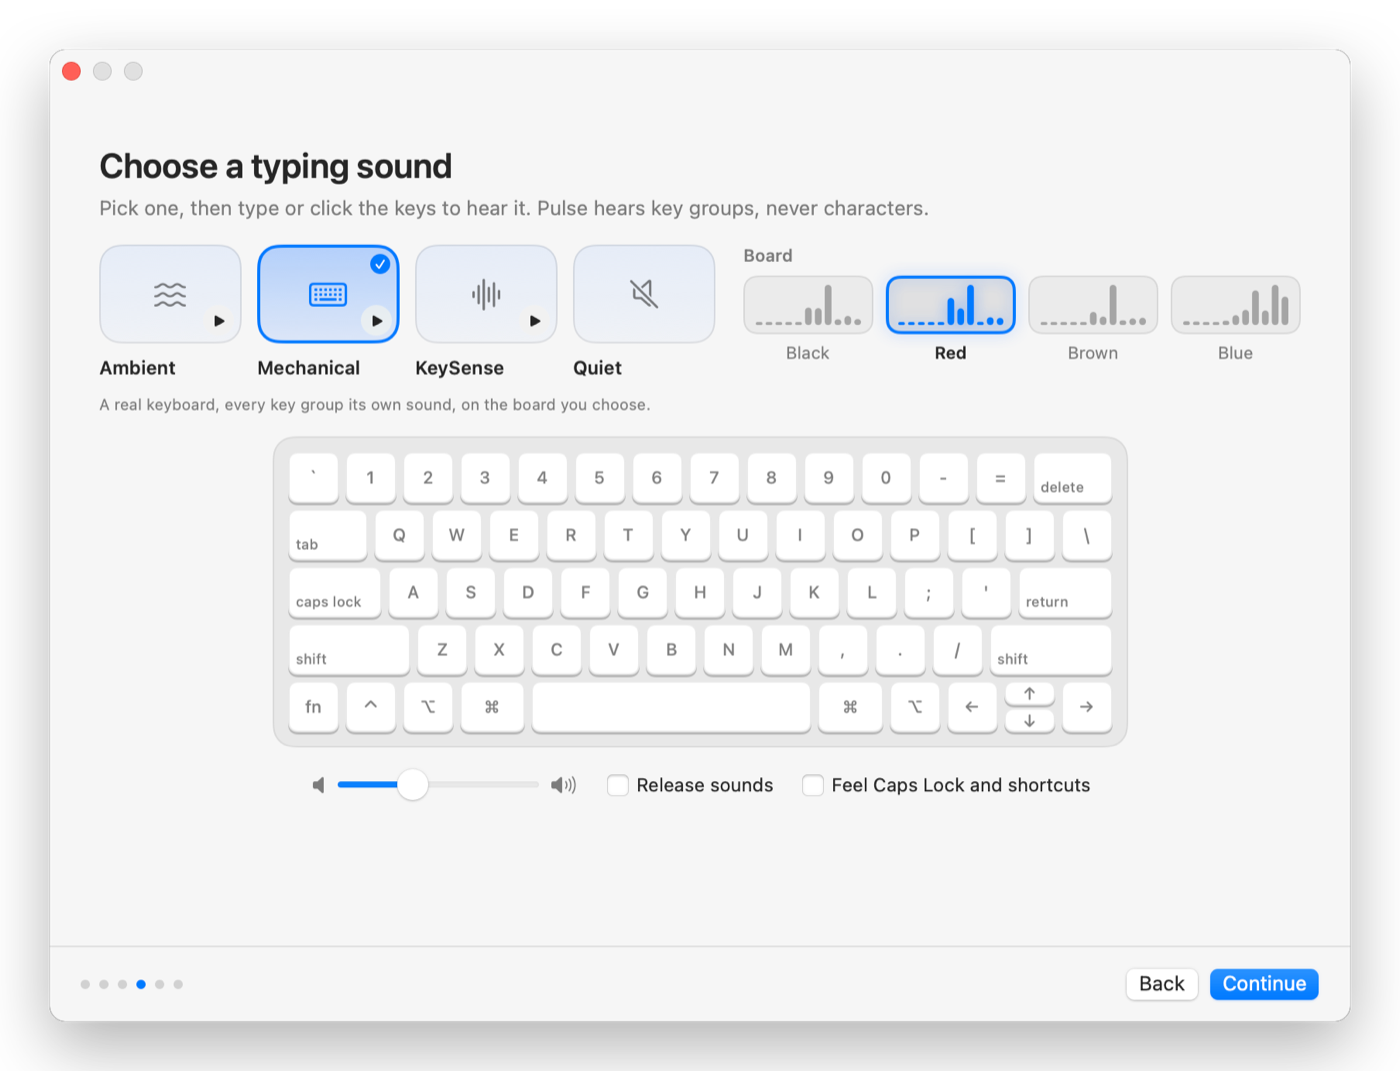 Choose a typing sound
Pick one, then type or click the keys to hear it. Pulse hears key groups, never characters.
Ambient
Mechanical
KeySense
Quiet
A real keyboard, every key group its own sound, on the board you choose.
Board
Black
Red
Brown
Blue
` 1 2 3 4 5 6 7 8 9 0 - = delete
tab Q W E R T Y U I O P [ ] \
caps lock A S D F G H J K L ; ' return
shift Z X C V B N M , . / shift
fn ^ ⌥ ⌘ ⌘ ⌥ ← ↑ ↓ →
Release sounds
Feel Caps Lock and shortcuts
Back
Continue